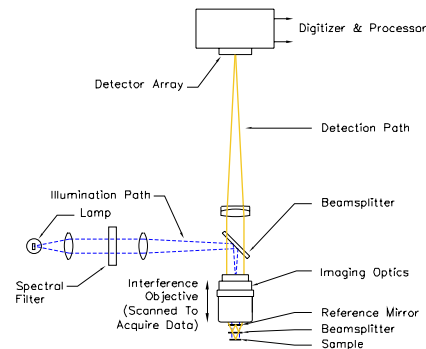 Digitizer & Processor
Detector Array
Detection Path
Illumination Path
Lamp
Beamsplitter
Spectral
Filter
Interference
Objective
(Scanned To
Acquire Data)
Imaging Optics
Reference Mirror
Beamsplitter
Sample